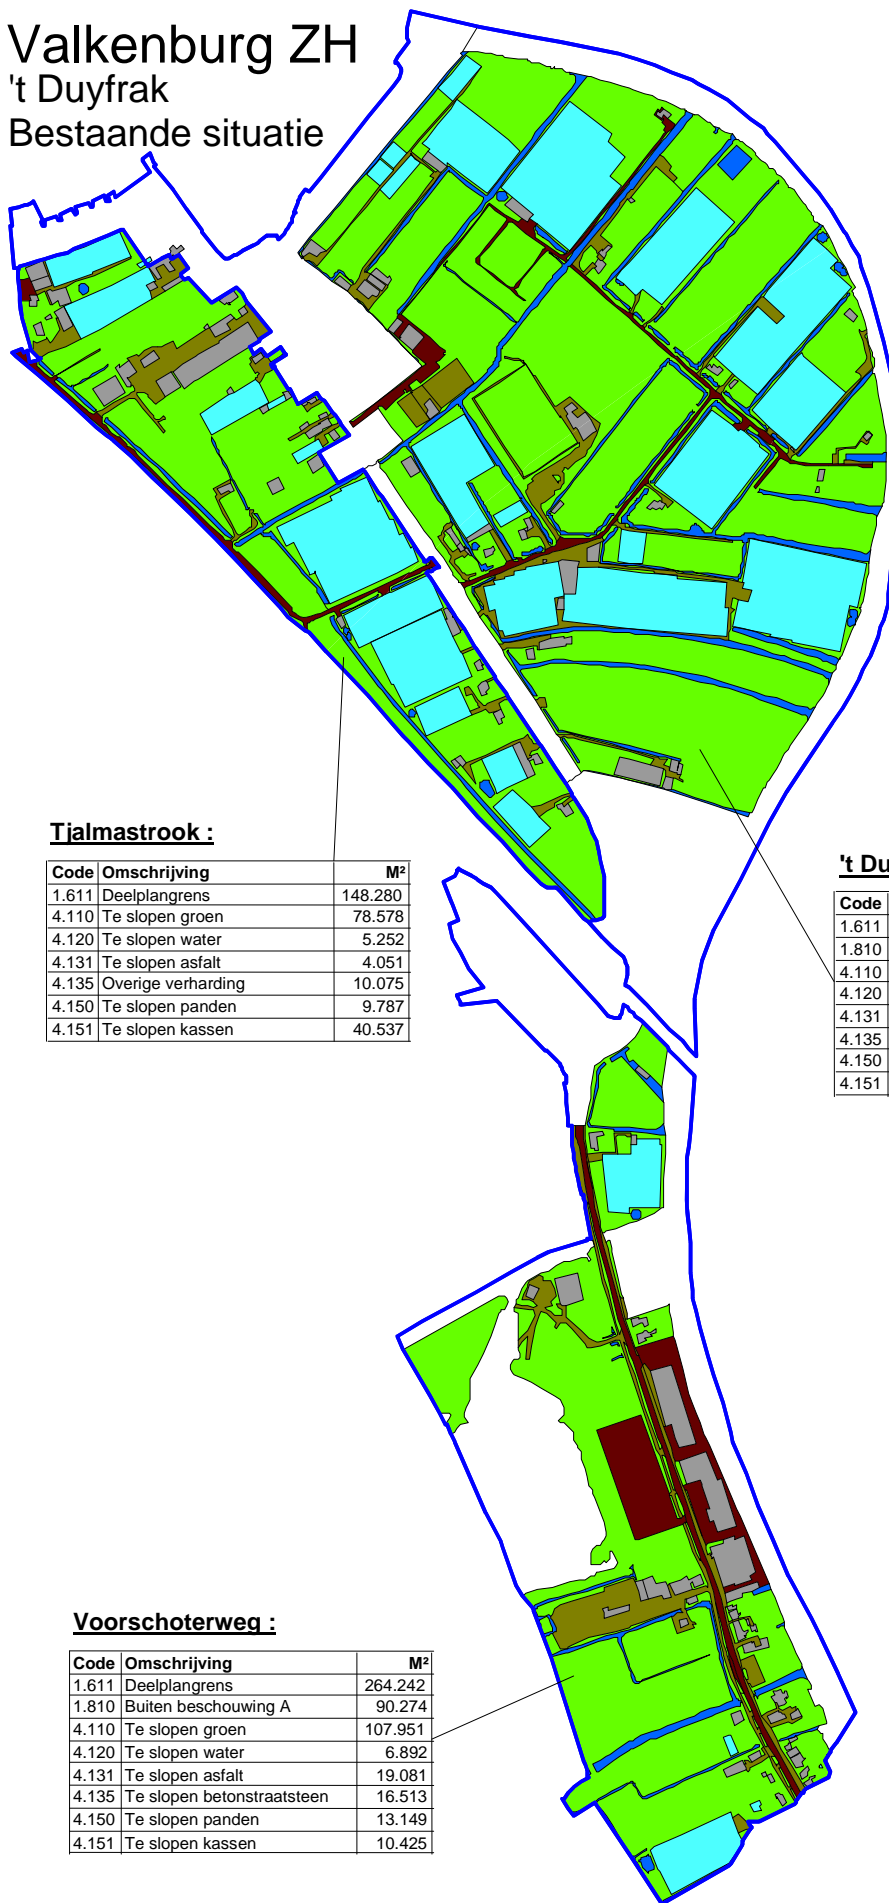 Valkenburg ZH
't Duyfrak
Bestaande situatie
Tjalmastrook :
Code Omschrijving M²
1.611 Deelplangrens 148.280
4.110 Te slopen groen 78.578
4.120 Te slopen water 5.252
4.131 Te slopen asfalt 4.051
4.135 Overige verharding 10.075
4.150 Te slopen panden 9.787
4.151 Te slopen kassen 40.537
't Du
Code
1.611
1.810
4.110
4.120
4.131
4.135
4.150
4.151
Voorschoterweg :
Code Omschrijving M²
1.611 Deelplangrens 264.242
1.810 Buiten beschouwing A 90.274
4.110 Te slopen groen 107.951
4.120 Te slopen water 6.892
4.131 Te slopen asfalt 19.081
4.135 Te slopen betonstraatsteen 16.513
4.150 Te slopen panden 13.149
4.151 Te slopen kassen 10.425